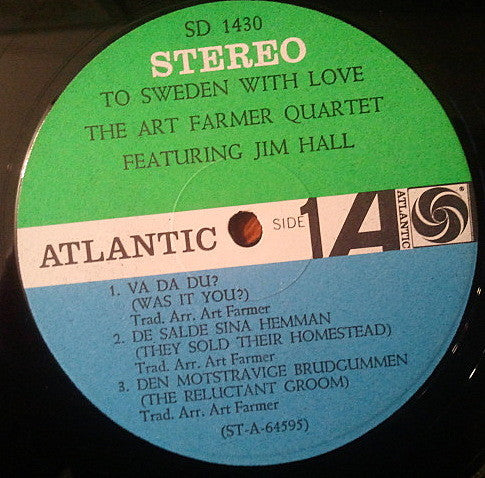 SD 1430
STEREO
TO SWEDEN WITH LOVE
THE ART FARMER QUARTET
FEATURING JIM HALL
ATLANTIC
SIDE 1 A
ATLANTIC
1. VA DA DU?
(WAS IT YOU?)
Trad. Arr. Art Farmer
2. DE SALDE SINA HEMMAN
(THEY SOLD THEIR HOMESTEAD)
Trad. Arr. Art Farmer
3. DEN MOTSTRAVIGE BRUDGUMMEN
(THE RELUCTANT GROOM)
Trad. Arr. Art Farmer
(ST-A-64595)